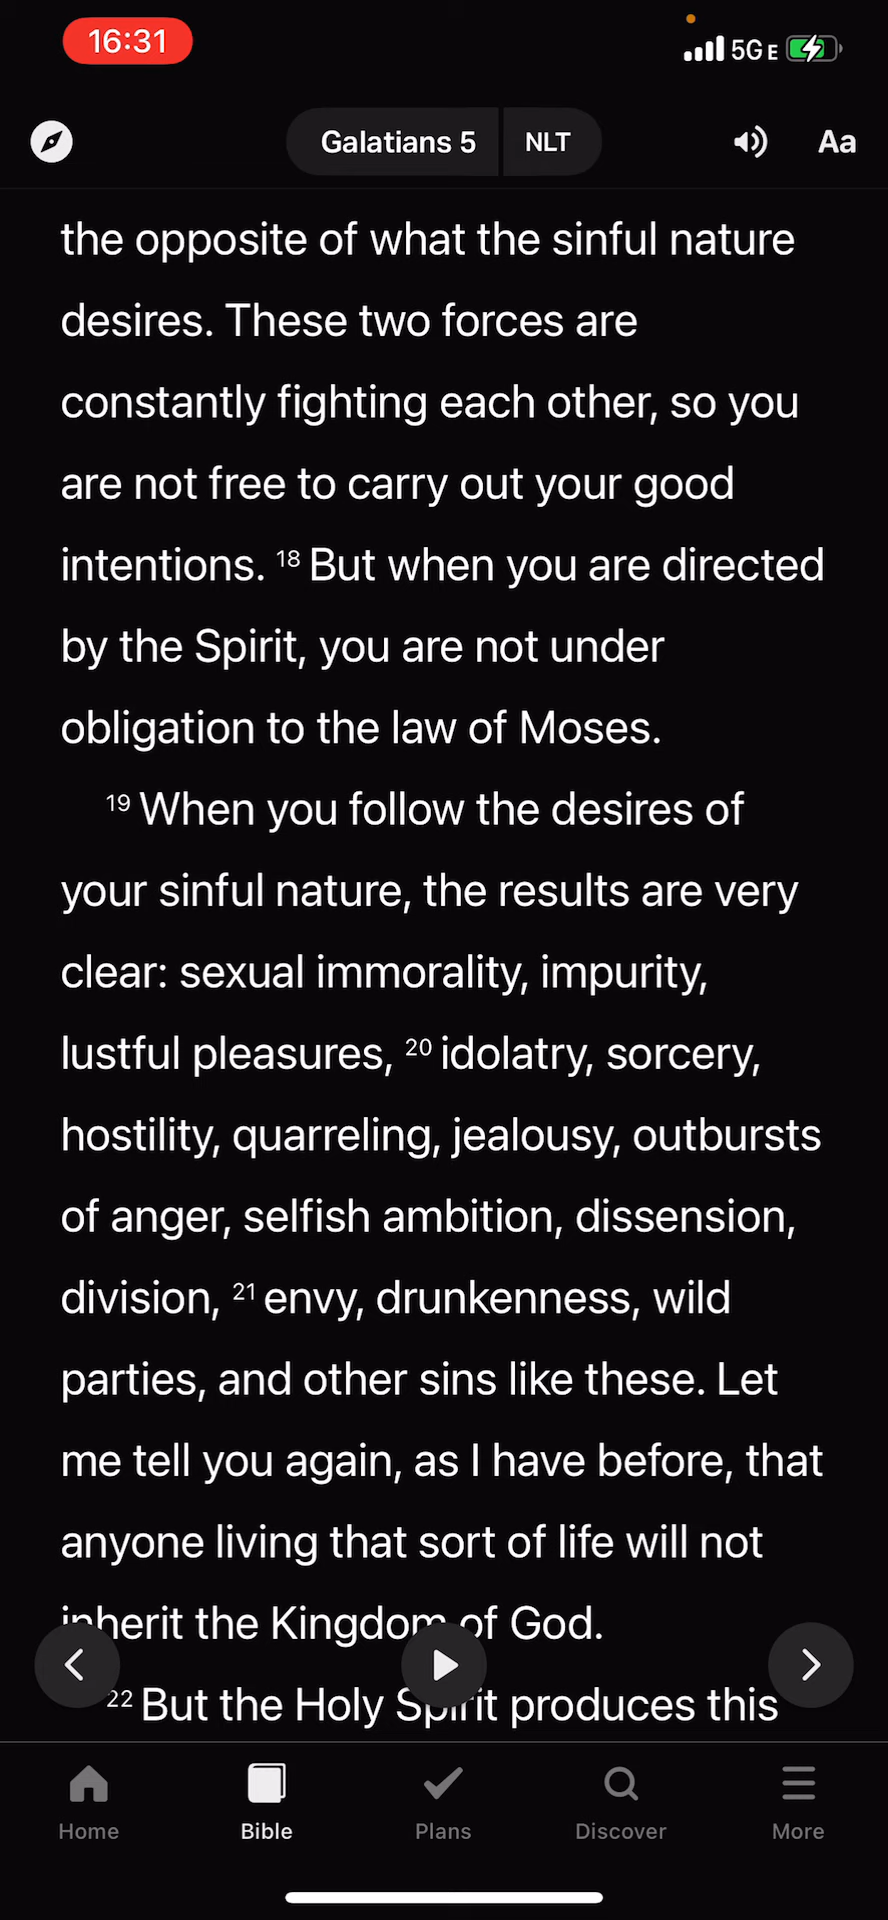 16:31
5G E
Galatians 5 NLT Aa
the opposite of what the sinful nature
desires. These two forces are
constantly fighting each other, so you
are not free to carry out your good
intentions. 18 But when you are directed
by the Spirit, you are not under
obligation to the law of Moses.
19 When you follow the desires of
your sinful nature, the results are very
clear: sexual immorality, impurity,
lustful pleasures, 20 idolatry, sorcery,
hostility, quarreling, jealousy, outbursts
of anger, selfish ambition, dissension,
division, 21 envy, drunkenness, wild
parties, and other sins like these. Let
me tell you again, as I have before, that
anyone living that sort of life will not
inherit the Kingdom of God.
22 But the Holy Spirit produces this
Home Bible Plans Discover More